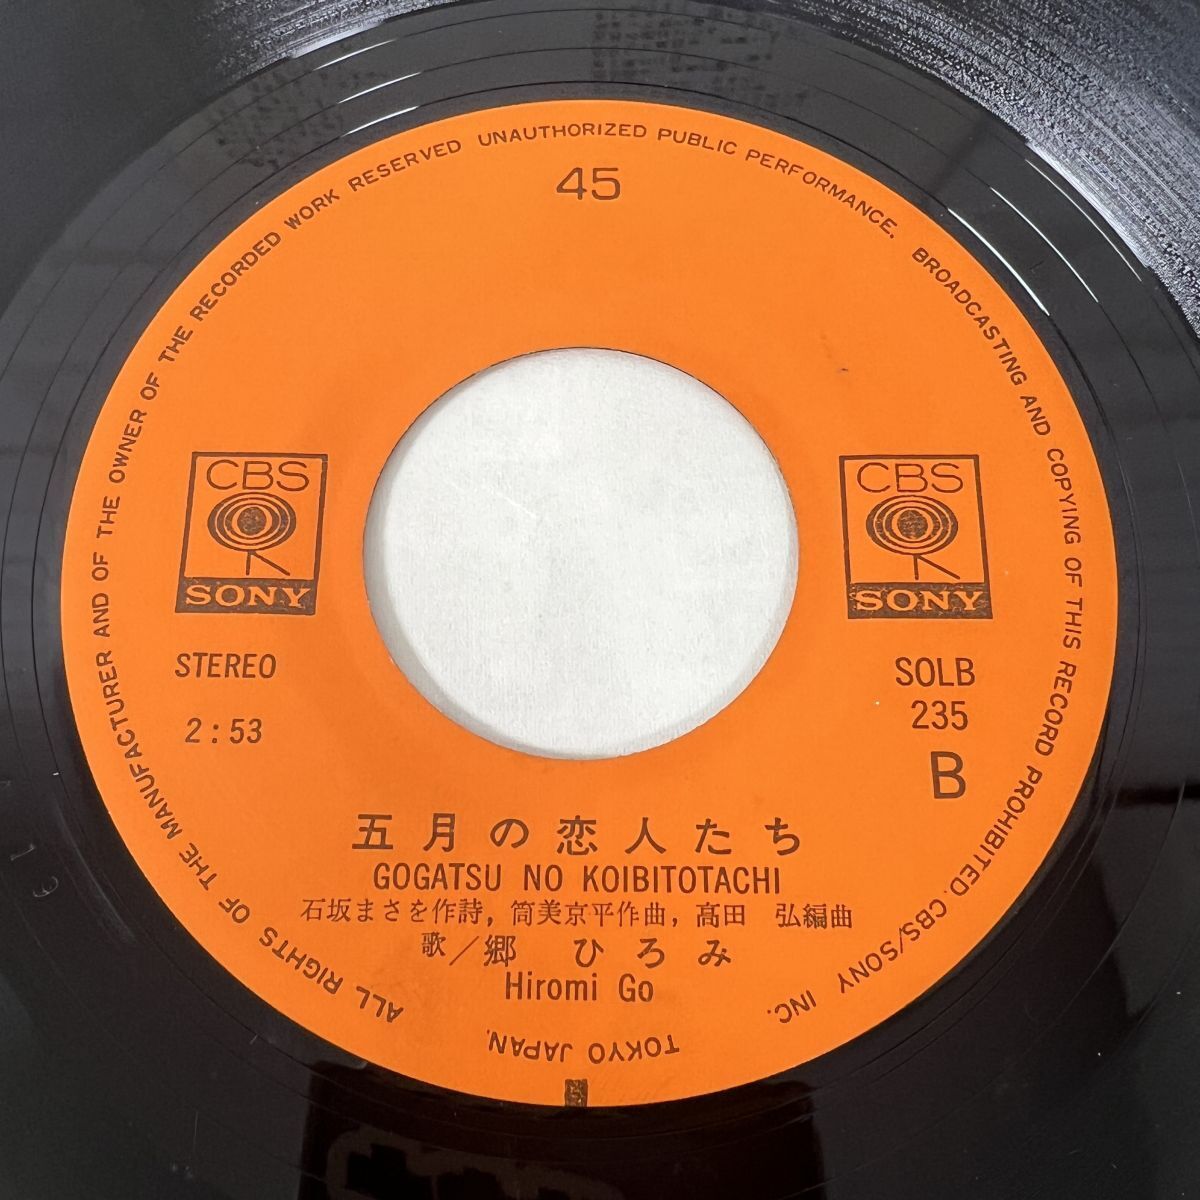 ALL RIGHTS OF THE MANUFACTURER AND OF THE OWNER OF THE RECORDED WORK RESERVED UNAUTHORIZED PUBLIC PERFORMANCE. BROADCASTING AND COPYING OF THIS RECORD PROHIBITED. CBS/SONY INC.
TOKYO JAPAN.
45
CBS
SONY
CBS
SONY
STEREO
2:53
SOLB
235
B
五月の恋人たち
GOGATSU NO KOIBITOTACHI
石坂まさを作詩, 筒美京平作曲, 高田 弘編曲
歌／郷 ひろみ
Hiromi Go